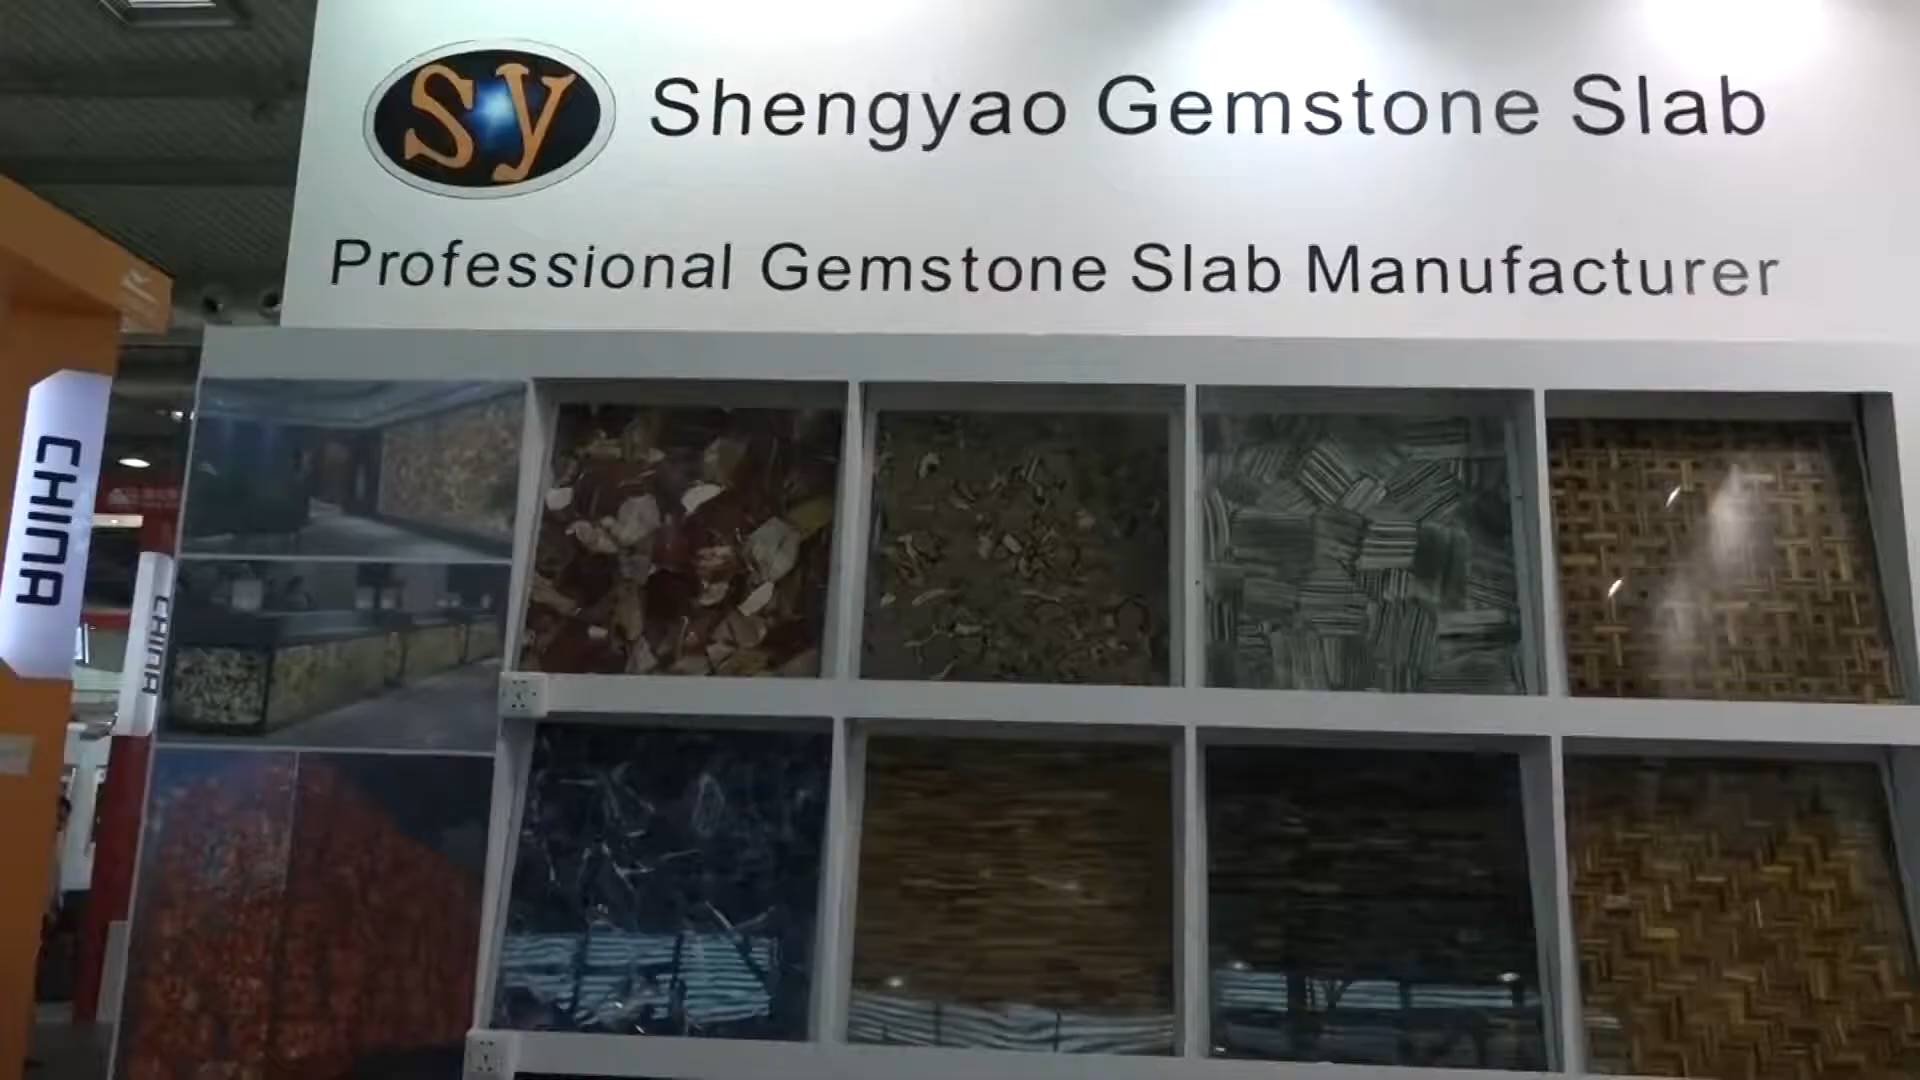 sy Shengyao Gemstone Slab
Professional Gemstone Slab Manufacturer
CHINA
CHINA